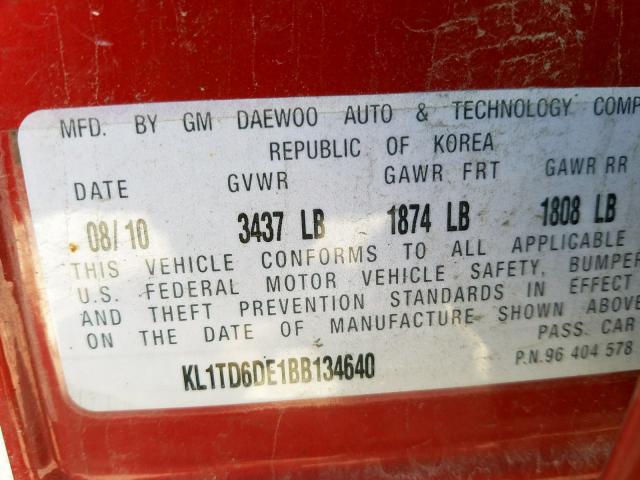 MFD. BY GM DAEWOO AUTO & TECHNOLOGY COMP
REPUBLIC OF KOREA
DATE GVWR GAWR FRT GAWR RR
08/10 3437 LB 1874 LB 1808 LB
THIS VEHICLE CONFORMS TO ALL APPLICABLE
U.S. FEDERAL MOTOR VEHICLE SAFETY, BUMPER
AND THEFT PREVENTION STANDARDS IN EFFECT
ON THE DATE OF MANUFACTURE SHOWN ABOVE
PASS. CAR
KL1TD6DE1BB134640 P.N.96 404 578